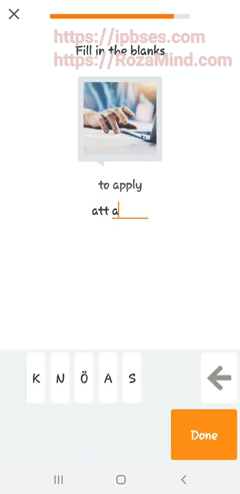 https://ipbses.com
Fill in the blanks
https://RozaMind.com
to apply
att a
K N Ö A S
Done